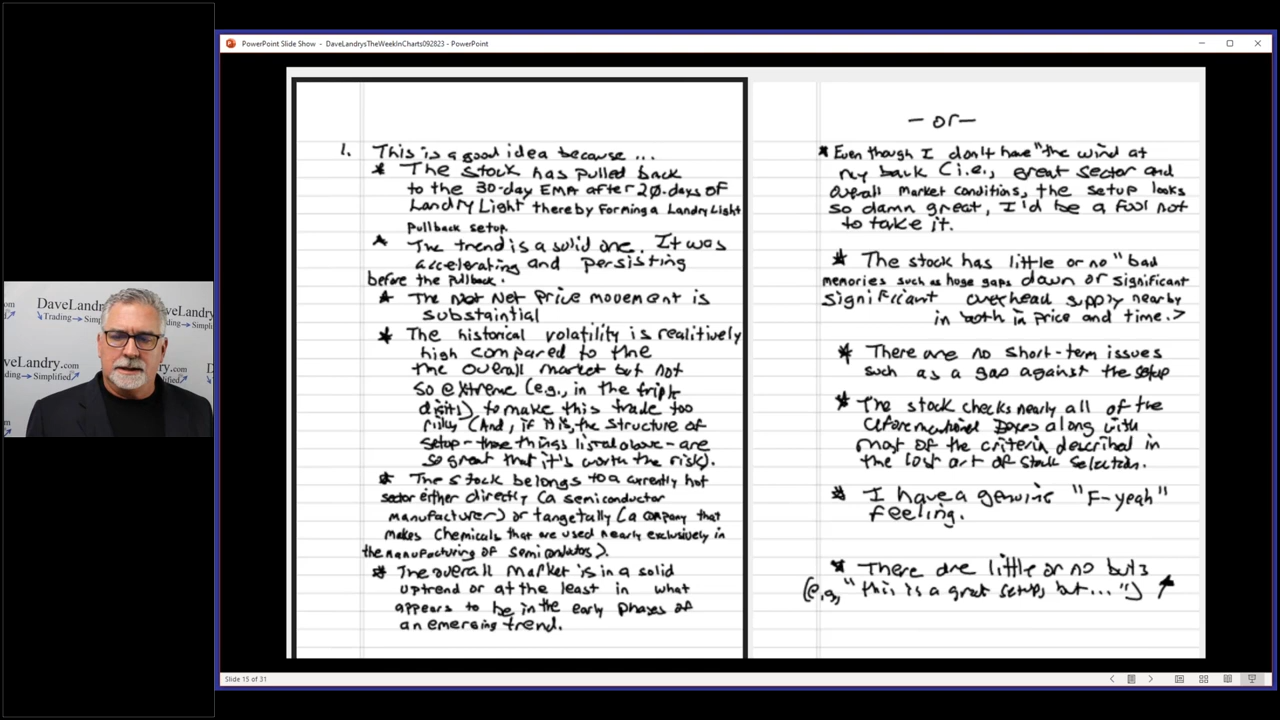 PowerPoint Slide Show - DaveLandrysTheWeekInCharts092823 - PowerPoint
1. This is a good idea because ...
* The stock has pulled back
to the 30-day EMA after 20-days of
Landry Light thereby forming a Landry Light
Pullback setup.
* The trend is a solid one. It was
accelerating and persisting
before the pullback.
* The Not Net Price movement is
substaintial
* The historical volatility is realitively
high compared to the
the overall market but not
so extreme (e.g., in the triple
digits) to make this trade too
risky (And, if it is, the structure of
setup - those things listed above - are
so great that it's worth the risk).
* The stock belongs to a currently hot
sector either directly (a semiconductor
manufacturer) or tangetally (a company that
makes chemicals that are used nearly exclusively in
the manufacturing of semiconductors).
* The overall market is in a solid
uptrend or at the least in what
appears to be in the early phases of
an emerging trend.
- or -
* Even though I don't have "the wind at
my back (i.e., great sector and
overall market conditions, the setup looks
so damn great, I'd be a fool not
to take it.
* The stock has little or no "bad
memories such as huge gaps down or significant
significant overhead supply nearby
in both in price and time.>
* There are no short-term issues
such as a gap against the setup
* The stock checks nearly all of the
aforementioned boxes along with
most of the criteria described in
the lost art of stock selection.
* I have a genuine "F-yeah"
feeling.
* There are little or no buts
(e.g., "this is a great setup, but...")
DaveLandry.com
Trading Simplified
DaveLandry
Trading Simplif
veLandry.com
ding Simplified
Slide 15 of 31